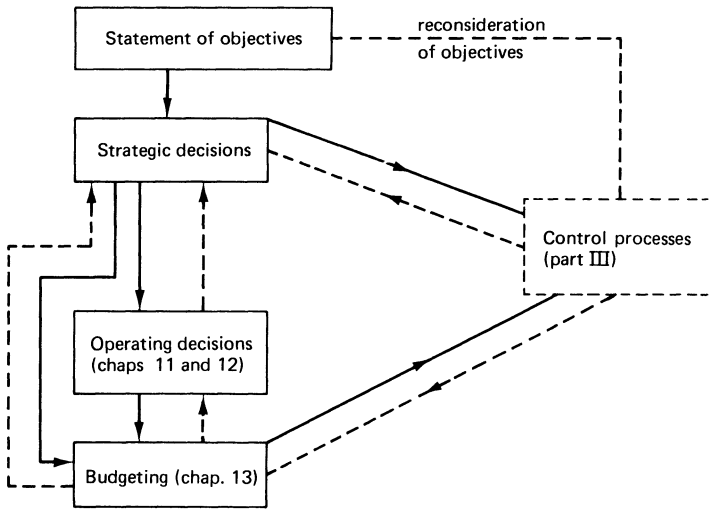 Statement of objectives
reconsideration
of objectives
Strategic decisions
Control processes
(part III)
Operating decisions
(chaps 11 and 12)
Budgeting (chap. 13)